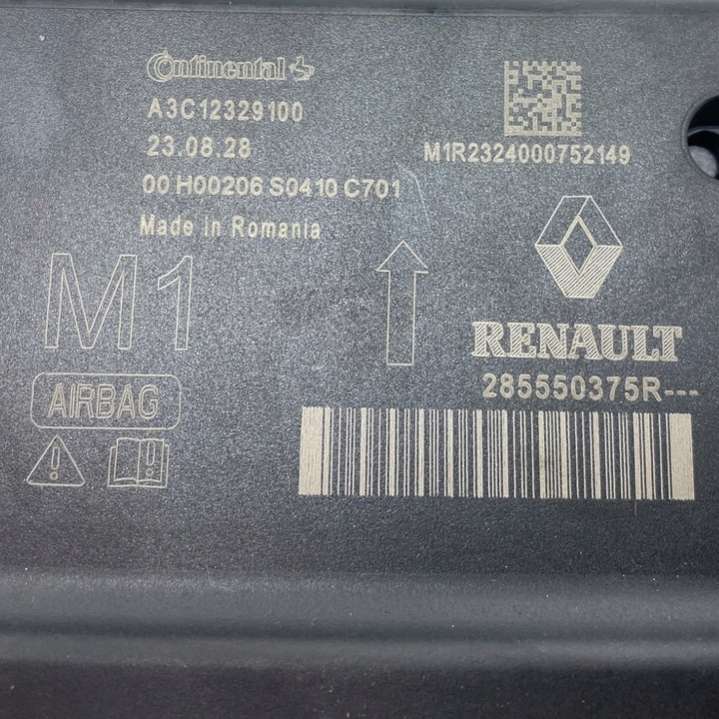 Continental
A3C12329100
23.08.28
00 H00206 S0410 C701
Made in Romania
M1R2324000752149
M1
AIRBAG
RENAULT
285550375R---